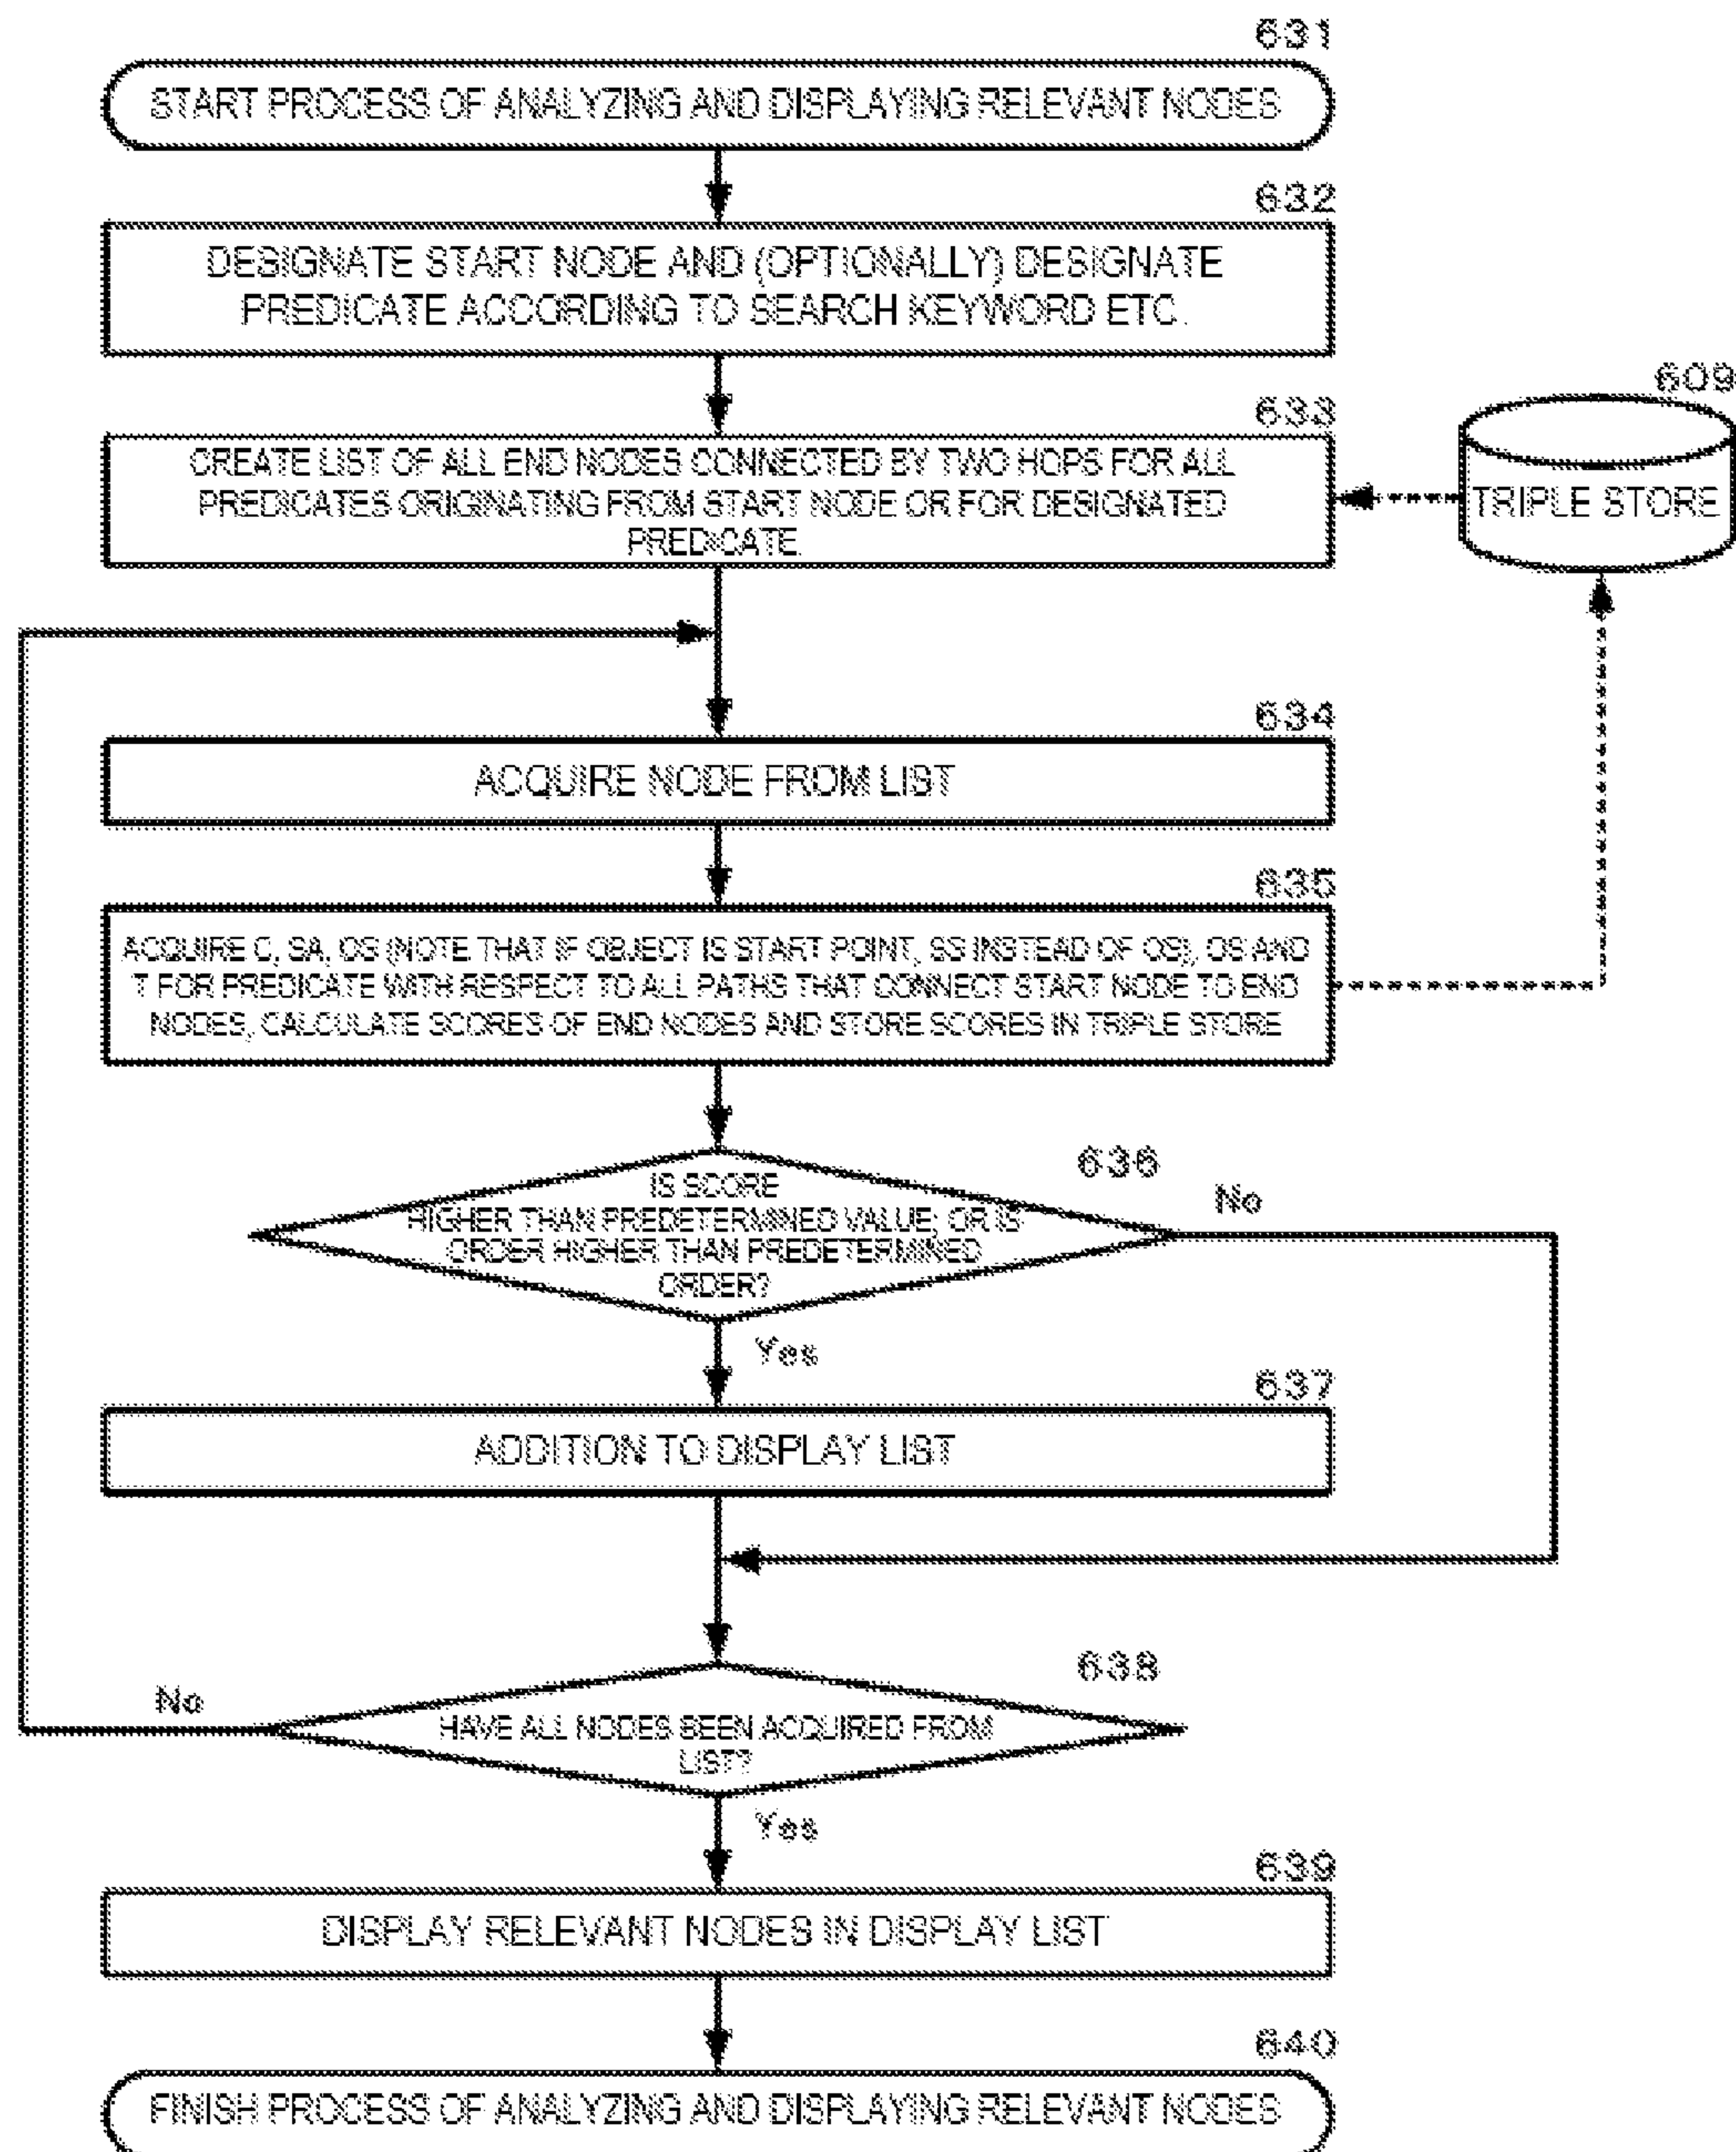 631
START PROCESS OF ANALYZING AND DISPLAYING RELEVANT NODES
632
DESIGNATE START NODE AND (OPTIONALLY) DESIGNATE
PREDICATE ACCORDING TO SEARCH KEYWORD ETC.
633
CREATE LIST OF ALL END NODES CONNECTED BY TWO HOPS FOR ALL
PREDICATES ORIGINATING FROM START NODE OR FOR DESIGNATED
PREDICATE.
609
TRIPLE STORE
634
ACQUIRE NODE FROM LIST
635
ACQUIRE C, SA, OS (NOTE THAT IF OBJECT IS START POINT, SS INSTEAD OF OS), OS AND
T FOR PREDICATE WITH RESPECT TO ALL PATHS THAT CONNECT START NODE TO END
NODES, CALCULATE SCORES OF END NODES AND STORE SCORES IN TRIPLE STORE
636
IS SCORE
HIGHER THAN PREDETERMINED VALUE; OR IS
ORDER HIGHER THAN PREDETERMINED
ORDER?
No
Yes
637
ADDITION TO DISPLAY LIST
638
No
HAVE ALL NODES BEEN ACQUIRED FROM
LIST?
Yes
639
DISPLAY RELEVANT NODES IN DISPLAY LIST
640
FINISH PROCESS OF ANALYZING AND DISPLAYING RELEVANT NODES